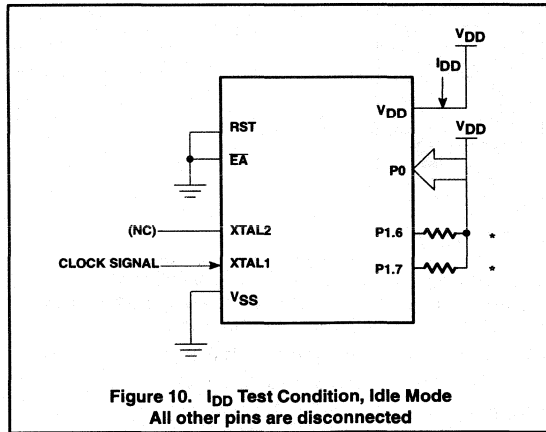 VDD
IDD
VDD
VDD
RST
EA
P0
(NC)
XTAL2
P1.6
*
CLOCK SIGNAL
XTAL1
P1.7
*
VSS
Figure 10. IDD Test Condition, Idle Mode
All other pins are disconnected